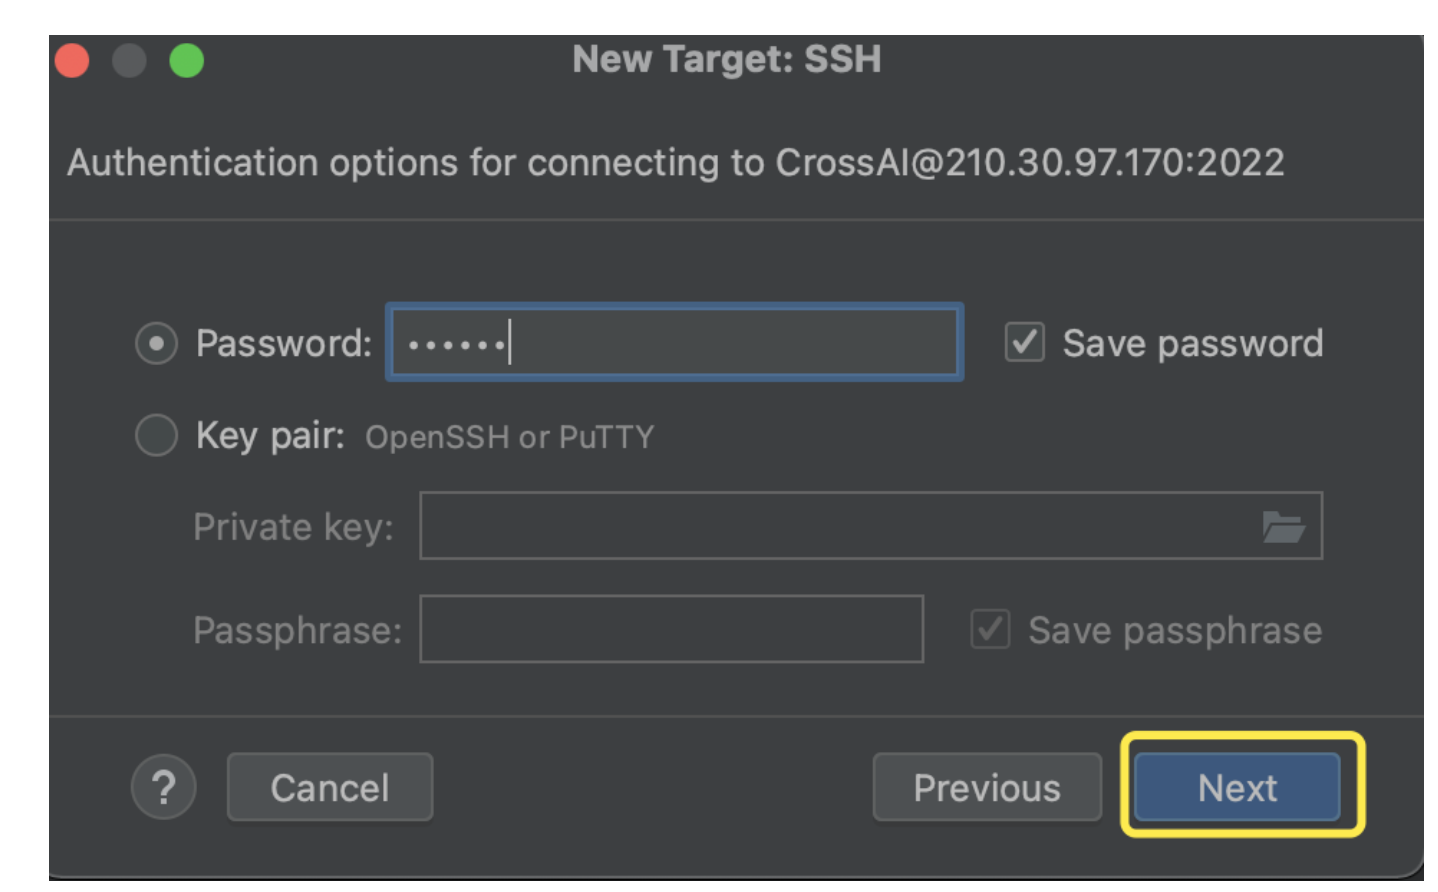 New Target: SSH
Authentication options for connecting to CrossAI@210.30.97.170:2022
Password: •••••• Save password
Key pair: OpenSSH or PuTTY
Private key:
Passphrase: Save passphrase
? Cancel Previous Next